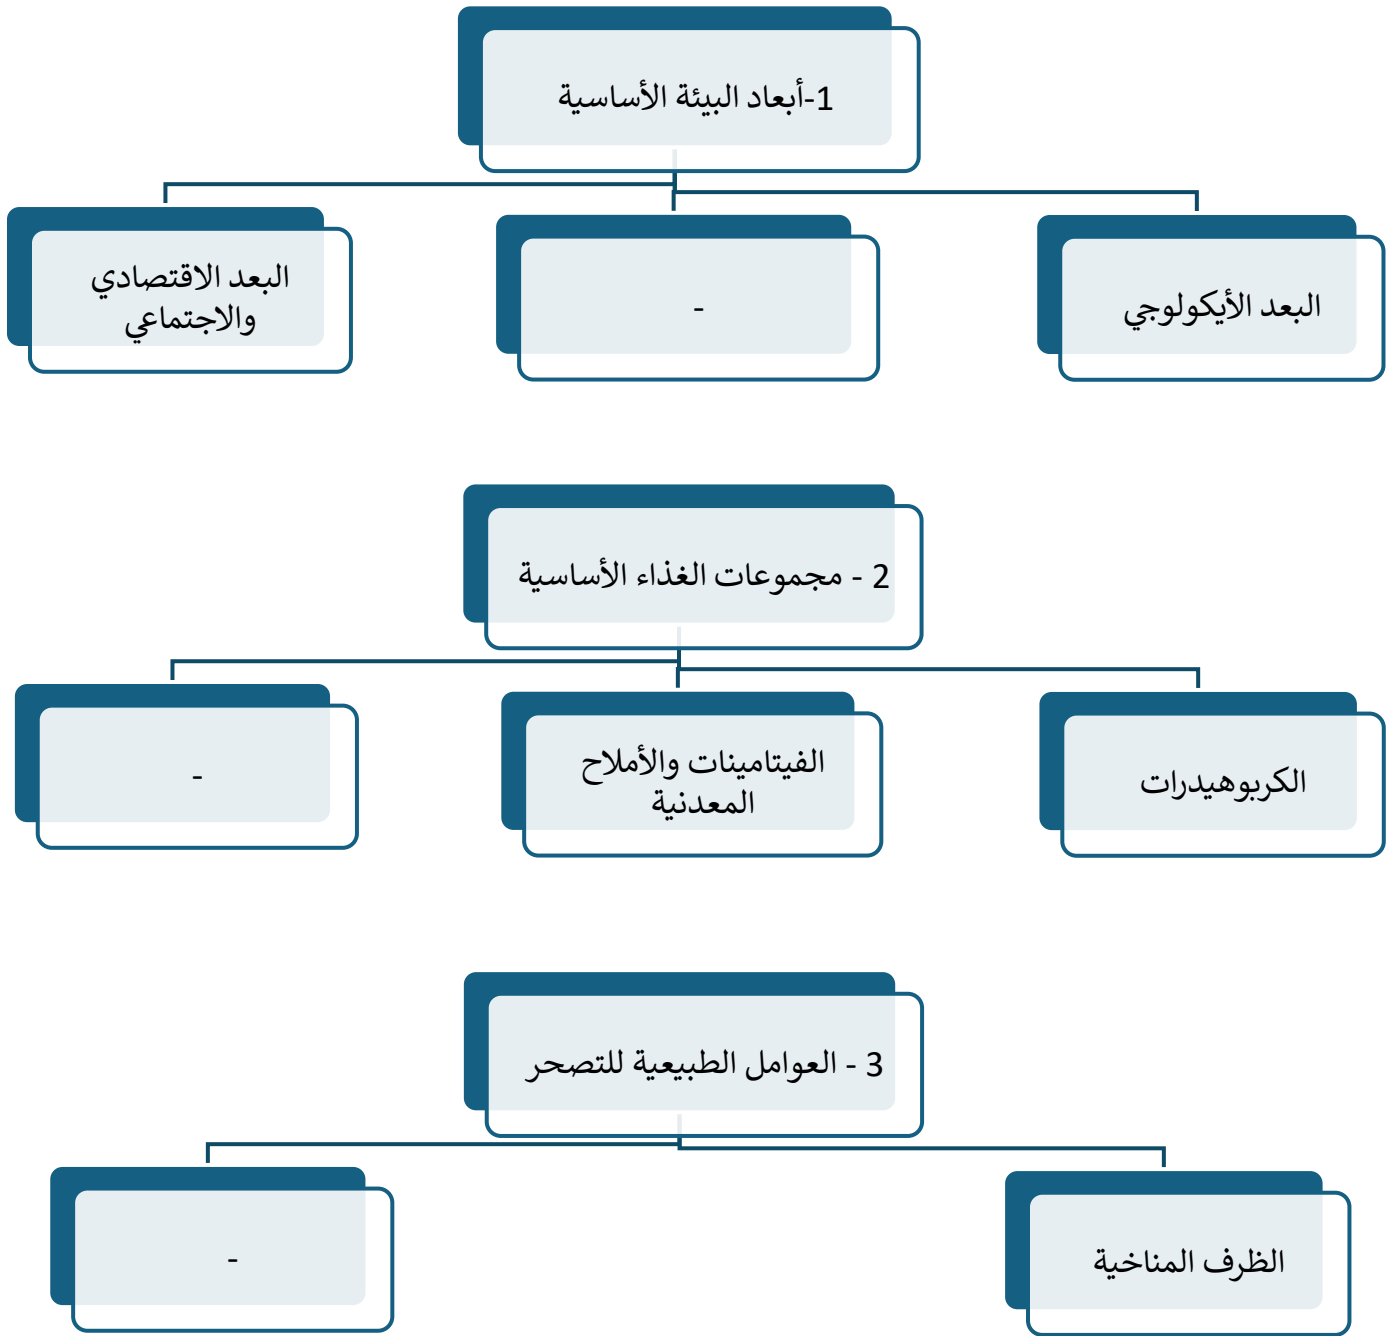 1-أبعاد البيئة الأساسية
البعد الأيكولوجي
-
البعد الاقتصادي
والاجتماعي
2 - مجموعات الغذاء الأساسية
الكربوهيدرات
الفيتامينات والأملاح
المعدنية
-
3 - العوامل الطبيعية للتصحر
الظرف المناخية
-